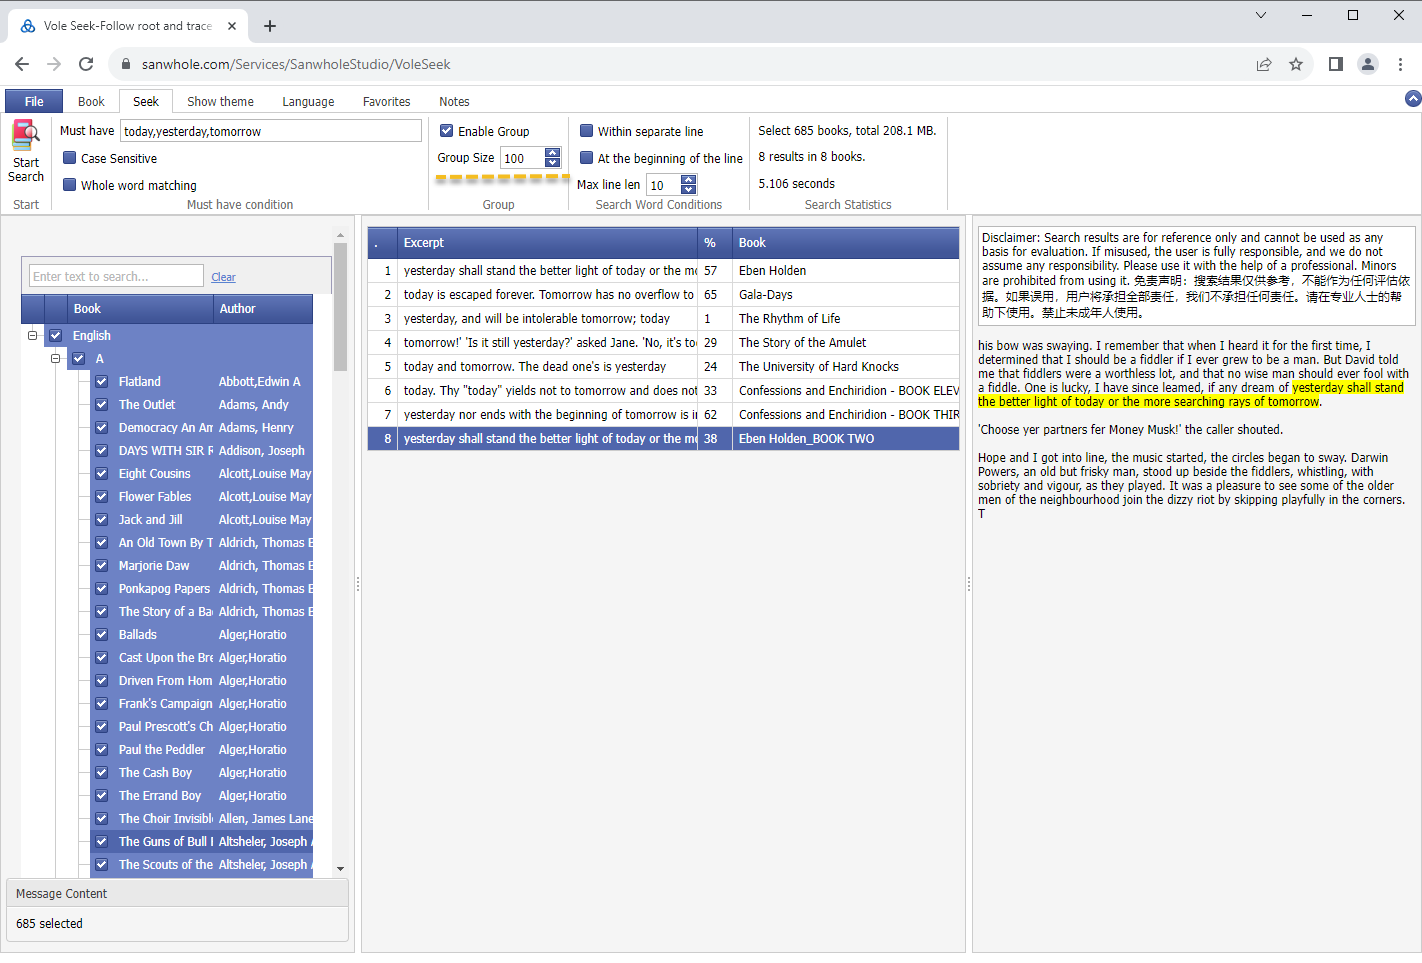 Vole Seek-Follow root and trace
sanwhole.com/Services/SanwholeStudio/VoleSeek
File Book Seek Show theme Language Favorites Notes
Start Search
Start
Must have today,yesterday,tomorrow
Case Sensitive
Whole word matching
Must have condition
Enable Group
Group Size 100
Group
Within separate line
At the beginning of the line
Max line len 10
Search Word Conditions
Select 685 books, total 208.1 MB.
8 results in 8 books.
5.106 seconds
Search Statistics
Enter text to search... Clear
Book Author
English
A
Flatland Abbott,Edwin A
The Outlet Adams, Andy
Democracy An Am Adams, Henry
DAYS WITH SIR R Addison, Joseph
Eight Cousins Alcott,Louise May
Flower Fables Alcott,Louise May
Jack and Jill Alcott,Louise May
An Old Town By T Aldrich, Thomas E
Marjorie Daw Aldrich, Thomas E
Ponkapog Papers Aldrich, Thomas E
The Story of a Ba Aldrich, Thomas E
Ballads Alger,Horatio
Cast Upon the Bre Alger,Horatio
Driven From Hom Alger,Horatio
Frank's Campaign Alger,Horatio
Paul Prescott's Ch Alger,Horatio
Paul the Peddler Alger,Horatio
The Cash Boy Alger,Horatio
The Errand Boy Alger,Horatio
The Choir Invisibl Allen, James Lane
The Guns of Bull Altsheler, Joseph A
The Scouts of the Altsheler, Joseph A
Message Content
685 selected
. Excerpt % Book
1 yesterday shall stand the better light of today or the mo 57 Eben Holden
2 today is escaped forever. Tomorrow has no overflow to 65 Gala-Days
3 yesterday, and will be intolerable tomorrow; today 1 The Rhythm of Life
4 tomorrow!' 'Is it still yesterday?' asked Jane. 'No, it's to 29 The Story of the Amulet
5 today and tomorrow. The dead one's is yesterday 24 The University of Hard Knocks
6 today. Thy "today" yields not to tomorrow and does not 33 Confessions and Enchiridion - BOOK ELEV
7 yesterday nor ends with the beginning of tomorrow is i 62 Confessions and Enchiridion - BOOK THIR
8 yesterday shall stand the better light of today or the mo 38 Eben Holden_BOOK TWO
Disclaimer: Search results are for reference only and cannot be used as any
basis for evaluation. If misused, the user is fully responsible, and we do not
assume any responsibility. Please use it with the help of a professional. Minors
are prohibited from using it. 免责声明：搜索结果仅供参考，不能作为任何评估依
据。如果误用，用户将承担全部责任，我们不承担任何责任。请在专业人士的帮
助下使用。禁止未成年人使用。
his bow was swaying. I remember that when I heard it for the first time, I
determined that I should be a fiddler if I ever grew to be a man. But David told
me that fiddlers were a worthless lot, and that no wise man should ever fool with
a fiddle. One is lucky, I have since leamed, if any dream of yesterday shall stand
the better light of today or the more searching rays of tomorrow.
'Choose yer partners fer Money Musk!' the caller shouted.
Hope and I got into line, the music started, the circles began to sway. Darwin
Powers, an old but frisky man, stood up beside the fiddlers, whistling, with
sobriety and vigour, as they played. It was a pleasure to see some of the older
men of the neighbourhood join the dizzy riot by skipping playfully in the corners.
T